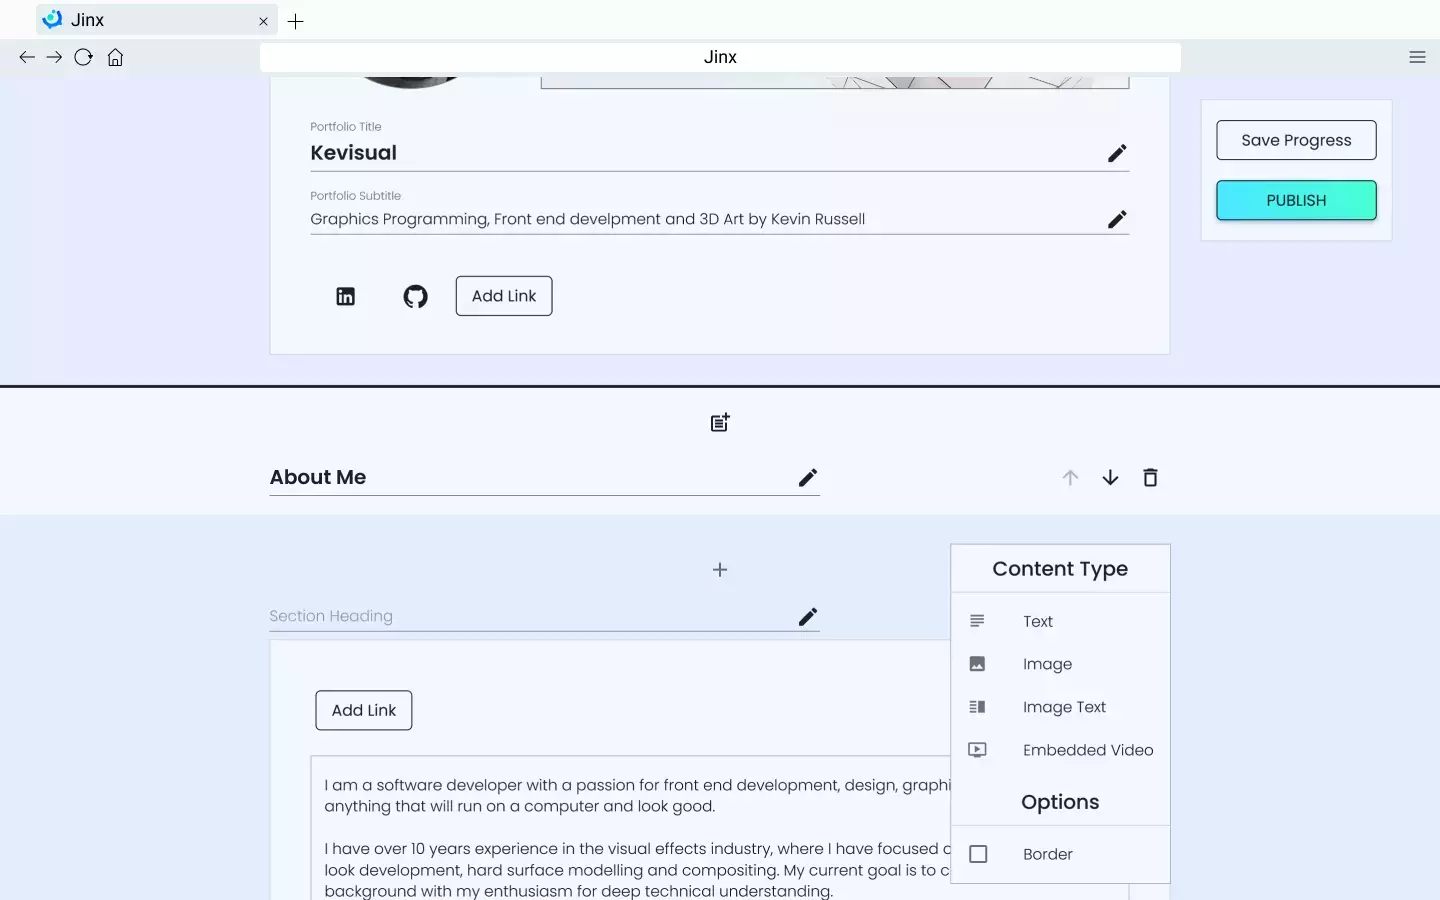 Jinx
Jinx
Portfolio Title
Kevisual
Save Progress
Portfolio Subtitle
Graphics Programming, Front end develpment and 3D Art by Kevin Russell
PUBLISH
Add Link
About Me
Content Type
Section Heading
Text
Image
Add Link
Image Text
Embedded Video
I am a software developer with a passion for front end development, design, graphi
anything that will run on a computer and look good.
Options
I have over 10 years experience in the visual effects industry, where I have focused
Border
look development, hard surface modelling and compositing. My current goal is to c
background with my enthusiasm for deep technical understanding.